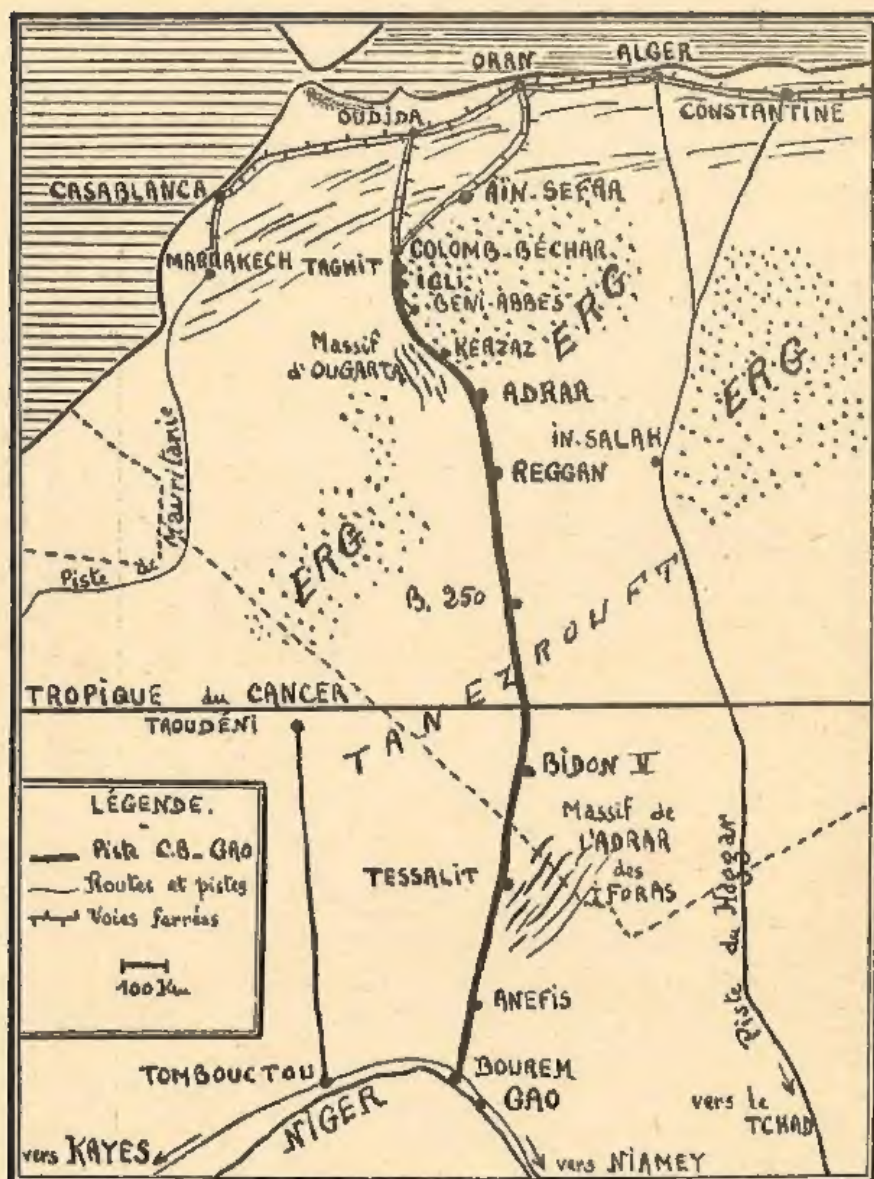 ORAN
ALGER
OUDJDA
CONSTANTINE
CASABLANCA
AÏN-SEFRA
MARRAKECH
TAGHIT
COLOMB-BÉCHAR
IGLI
BENI-ABBES
ERG
KERZAZ
Massif
d'OUGARTA
ADRAR
ERG
IN-SALAH
REGGAN
Piste de Mauritanie
ERG
B. 250
TANEZROUFT
TROPIQUE du CANCER
TAOUDÉNI
BIDON V
LÉGENDE.
Piste C.B-GAO
Routes et pistes
Voies ferrées
100 Km
Massif de
L'ADRAR
des
IFORAS
TESSALIT
Piste du Hoggar
ANEFIS
TOMBOUCTOU
BOUREM
GAO
NIGER
vers KAYES
vers NIAMEY
vers le
TCHAD